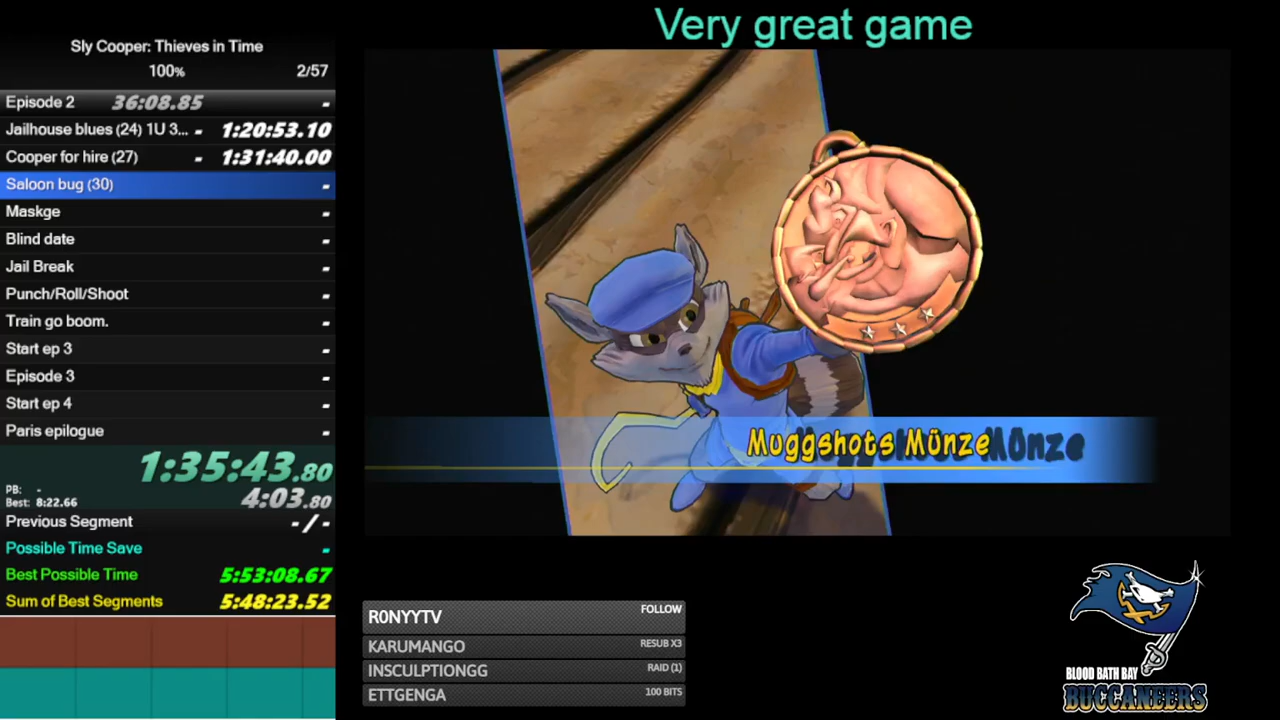 Very great game
Sly Cooper: Thieves in Time
100% 2/57
Episode 2 36:08.85 -
Jailhouse blues (24) 1U 3... - 1:20:53.10
Cooper for hire (27) - 1:31:40.00
Saloon bug (30) -
Maskge -
Blind date -
Jail Break -
Punch/Roll/Shoot -
Train go boom. -
Start ep 3 -
Episode 3 -
Start ep 4 -
Paris epilogue -
1:35:43.80
PB: -
Best: 8:22.66 4:03.80
Previous Segment - / -
Possible Time Save -
Best Possible Time 5:53:08.67
Sum of Best Segments 5:48:23.52
Muggshots Münze
R0NYYTV FOLLOW
KARUMANGO RESUB X3
INSCULPTIONGG RAID (1)
ETTGENGA 100 BITS
BLOOD BATH BAY
BUCCANEERS